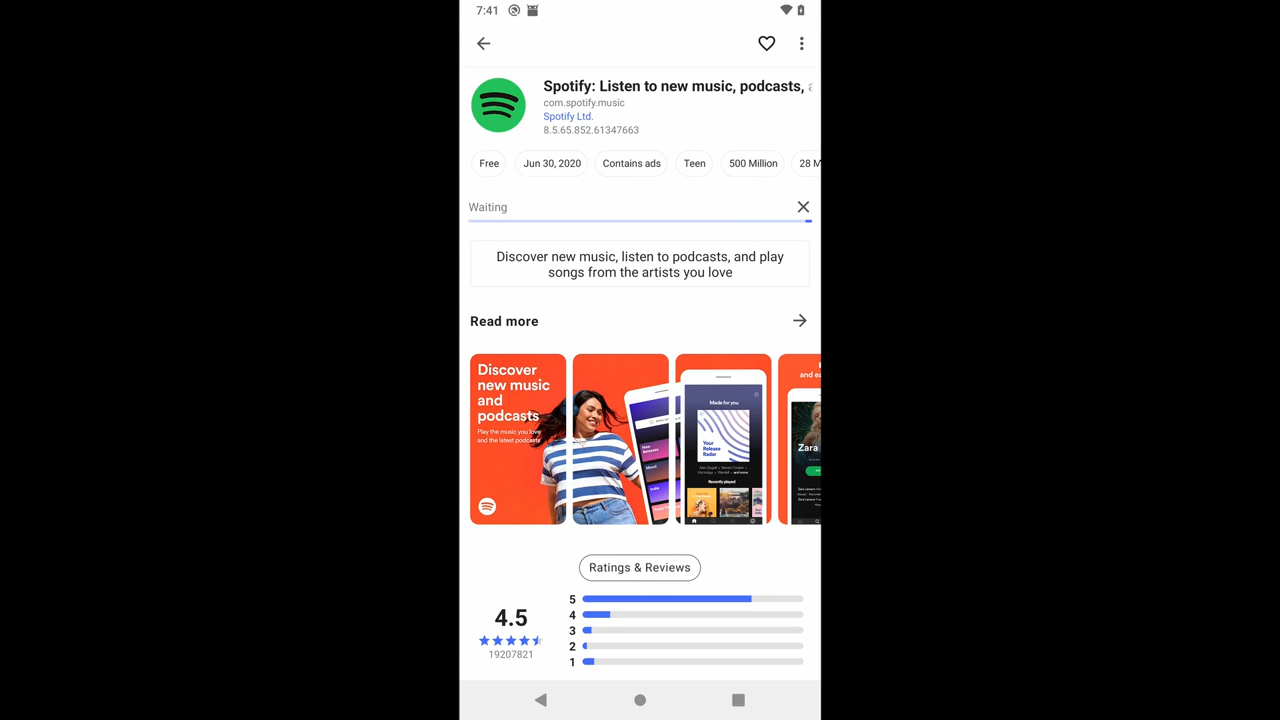 7:41
Spotify: Listen to new music, podcasts,
com.spotify.music
Spotify Ltd.
8.5.65.852.61347663
Free
Jun 30, 2020
Contains ads
Teen
500 Million
28 M
Waiting
Discover new music, listen to podcasts, and play
songs from the artists you love
Read more
Discover
new music
and
podcasts
Play the music you love
and the latest podcasts
Made for you
Your
Release
Radar
Recently played
and ea
Zara
Ratings & Reviews
5
4
3
2
1
4.5
19207821